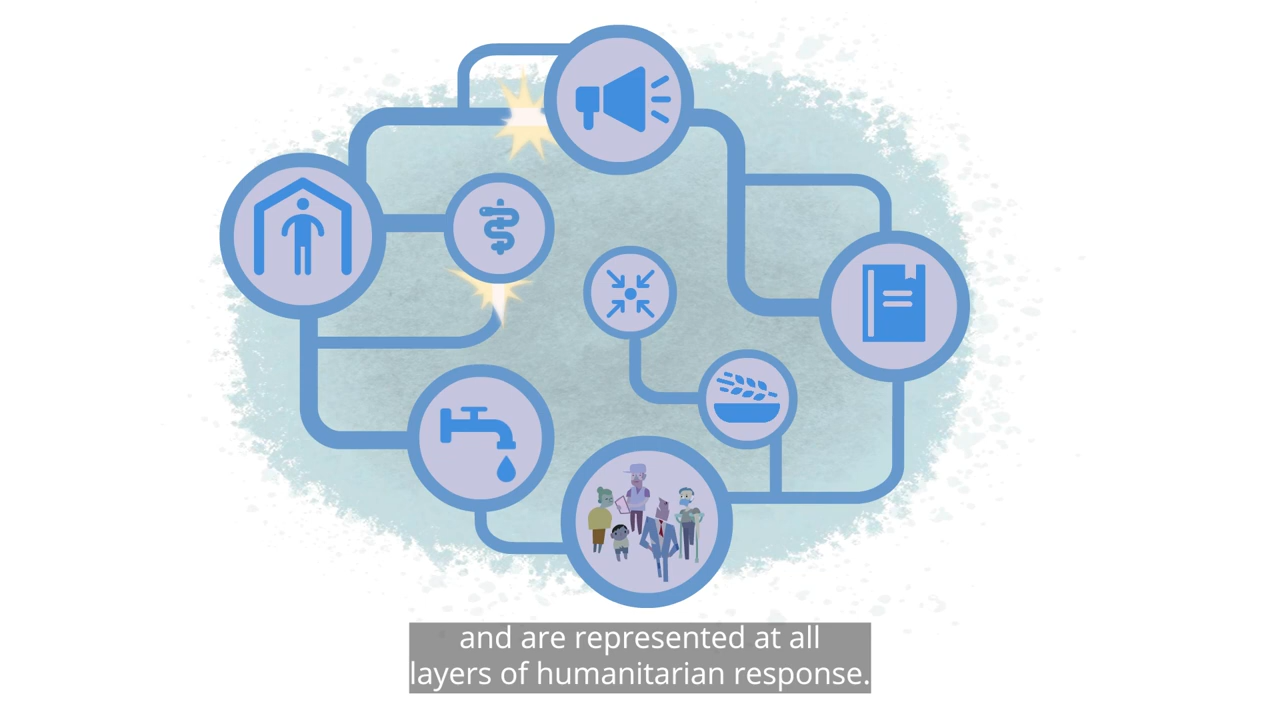 and are represented at all
layers of humanitarian response.